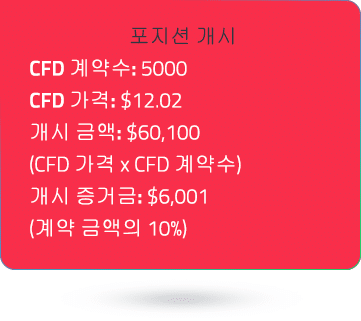 포지션 개시
CFD 계약수: 5000
CFD 가격: $12.02
개시 금액: $60,100
(CFD 가격 x CFD 계약수)
개시 증거금: $6,001
(계약 금액의 10%)